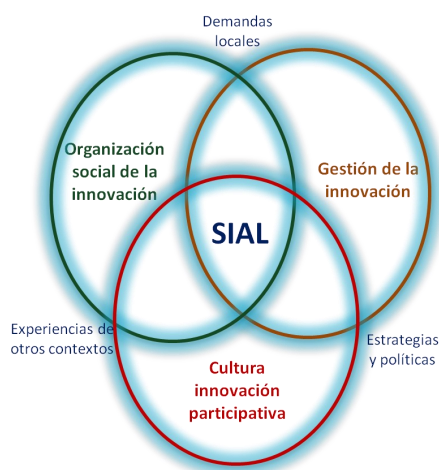 Demandas
locales
Organización
social de la
innovación
Gestión de la
innovación
SIAL
Experiencias de
otros contextos
Estrategias
y políticas
Cultura
innovación
participativa